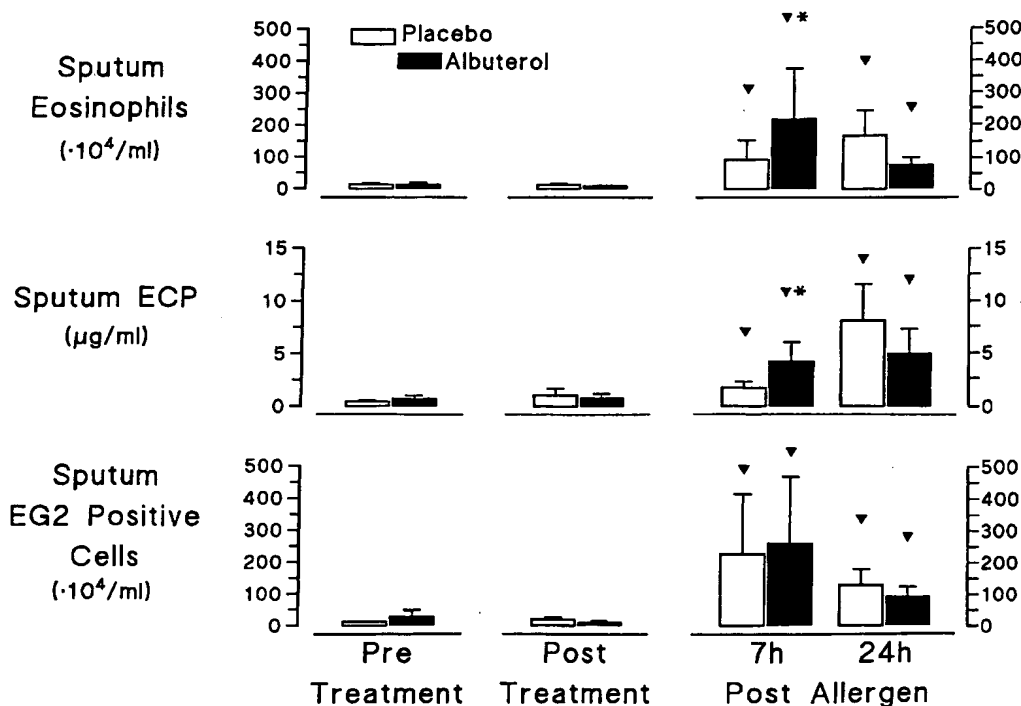 Placebo
Albuterol
Sputum
Eosinophils
(·10⁴/ml)
500
400
300
200
100
0
▼
▼*
▼
▼
500
400
300
200
100
0
Sputum ECP
(µg/ml)
15
10
5
0
▼
▼*
▼
▼
15
10
5
0
Sputum
EG2 Positive
Cells
(·10⁴/ml)
500
400
300
200
100
0
▼
▼
▼
▼
500
400
300
200
100
0
Pre
Treatment
Post
Treatment
7h
24h
Post Allergen